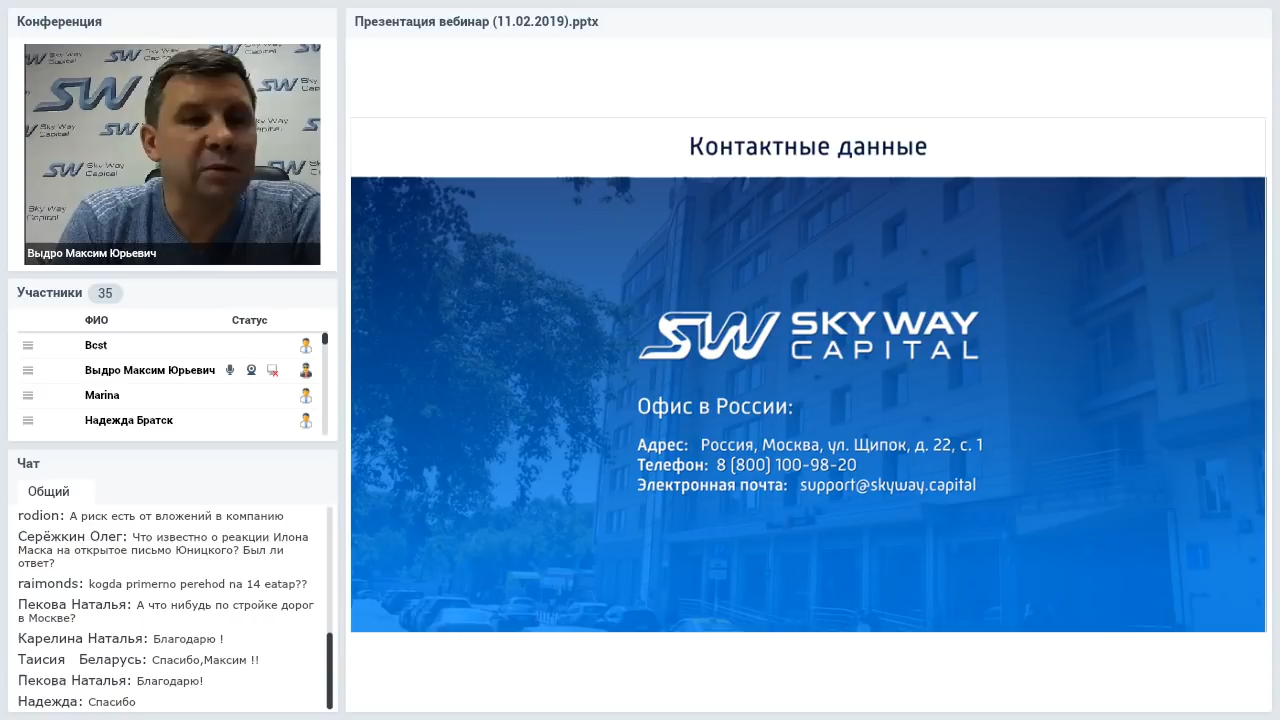 Конференция
SW
Sky Way
Capital
Выдро Максим Юрьевич
Участники 35
ФИО Статус
Bcst
Выдро Максим Юрьевич
Marina
Надежда Братск
Чат
Общий
rodion: А риск есть от вложений в компанию
Серёжкин Олег: Что известно о реакции Илона
Маска на открытое письмо Юницкого? Был ли
ответ?
raimonds: kogda primerno perehod na 14 eatap??
Пекова Наталья: А что нибудь по стройке дорог
в Москве?
Карелина Наталья: Благодарю !
Таисия Беларусь: Спасибо,Максим !!
Пекова Наталья: Благодарю!
Надежда: Спасибо
Презентация вебинар (11.02.2019).pptx
Контактные данные
SW SKY WAY
CAPITAL
Офис в России:
Адрес: Россия, Москва, ул. Щипок, д. 22, с. 1
Телефон: 8 (800) 100-98-20
Электронная почта: support@skyway.capital